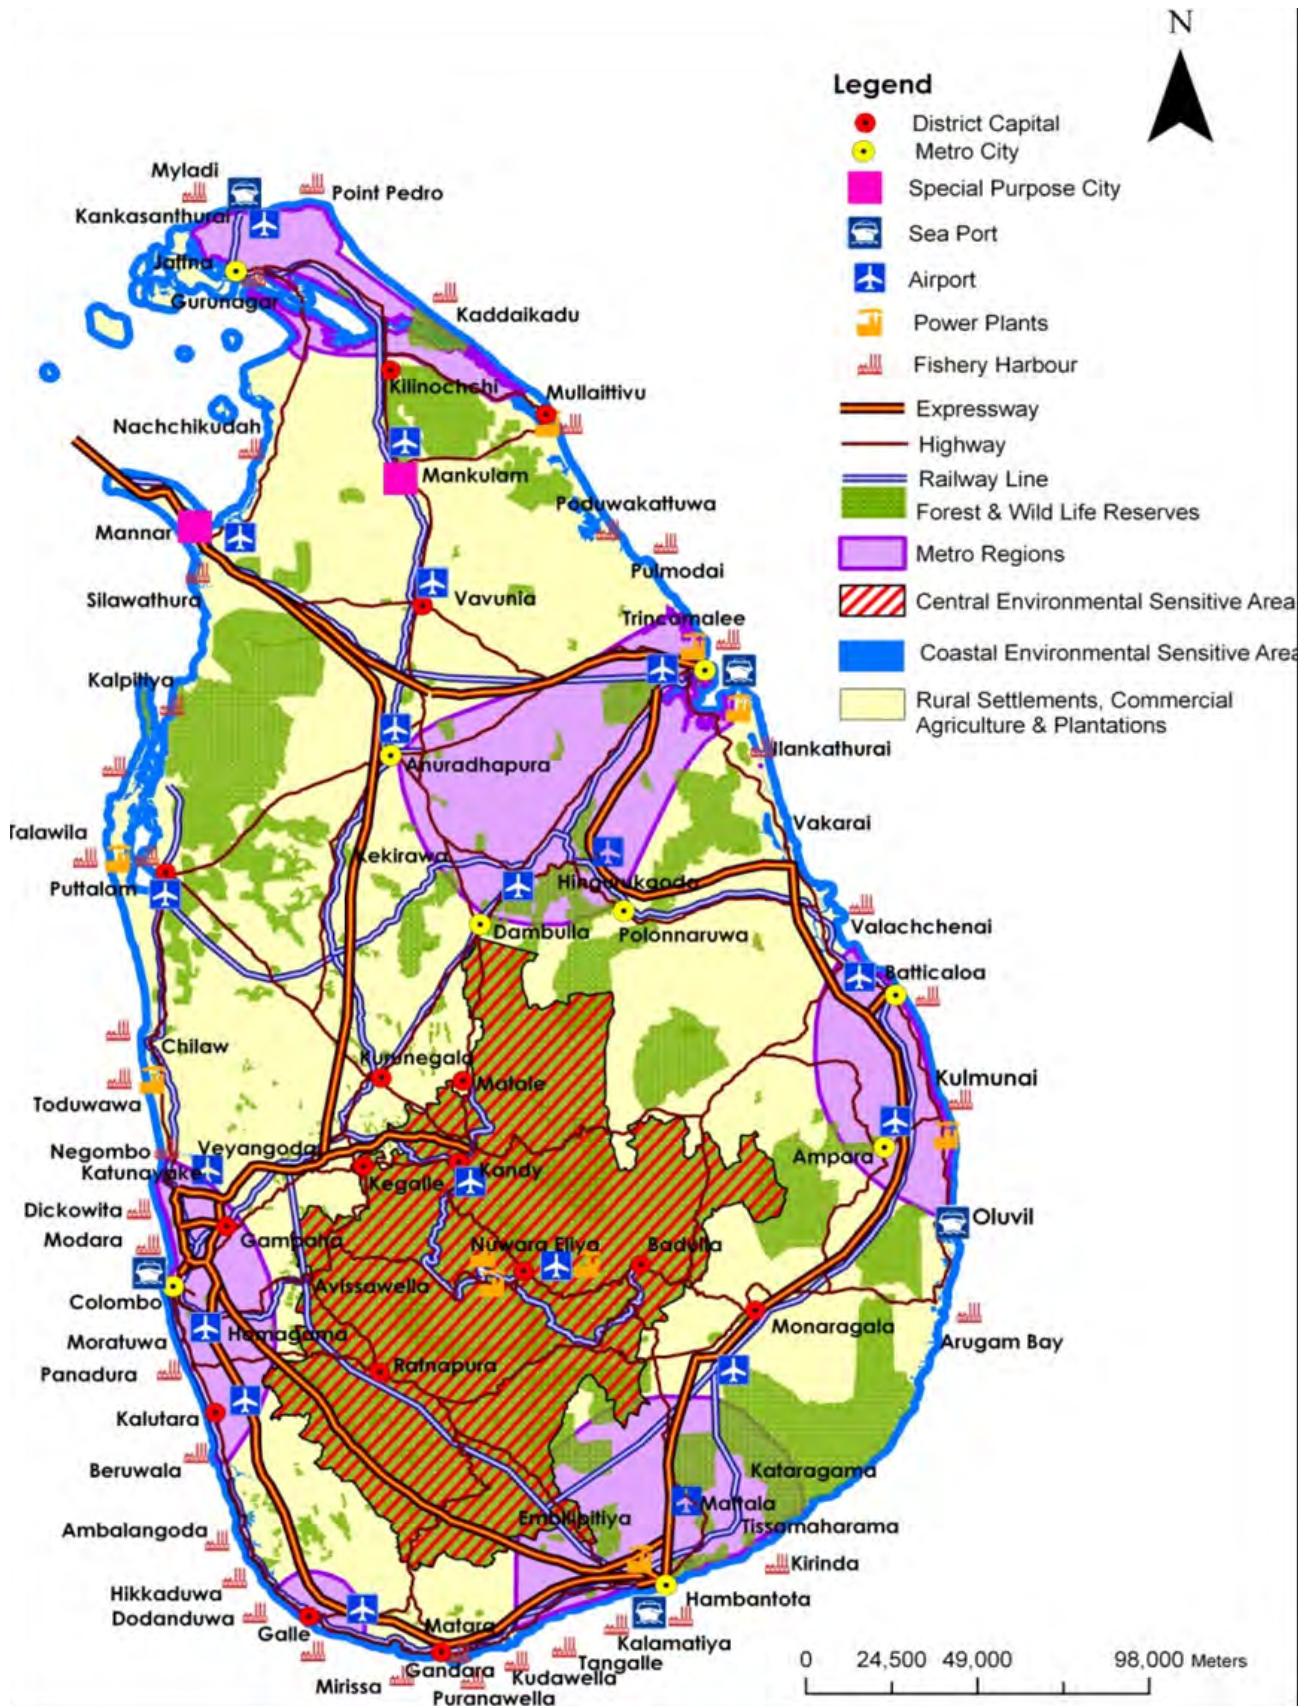 N
Legend
District Capital
Metro City
Special Purpose City
Sea Port
Airport
Power Plants
Fishery Harbour
Expressway
Highway
Railway Line
Forest & Wild Life Reserves
Metro Regions
Central Environmental Sensitive Area
Coastal Environmental Sensitive Area
Rural Settlements, Commercial
Agriculture & Plantations
Myladi
Point Pedro
Kankasanthurai
Jaffna
Gurunagar
Kaddaikadu
Kilinochchi
Mullaittivu
Nachchikudah
Mankulam
Poduwakattuwa
Mannar
Pulmodai
Silawathura
Vavunia
Trincomalee
Kalpitiya
Ilankathurai
Anuradhapura
Talawila
Vakarai
Kekirawa
Puttalam
Hingurukgoda
Dambulla
Polonnaruwa
Valachchenai
Batticaloa
Chilaw
Kurunegala
Matale
Kulmunai
Toduwawa
Negombo
Veyangoda
Katunayake
Kegalle
Kandy
Ampara
Dickowita
Modara
Gampaha
Nuwara Eliya
Badulla
Oluvil
Avissawella
Colombo
Moratuwa
Homagama
Monaragala
Arugam Bay
Panadura
Ratnapura
Kalutara
Beruwala
Kataragama
Mattala
Embilipitiya
Tissamaharama
Ambalangoda
Kirinda
Hikkaduwa
Hambantota
Dodanduwa
Galle
Matara
Kalamatiya
Tangalle
Gandara
Kudawella
Mirissa
Puranawella
0 24,500 49,000 98,000 Meters